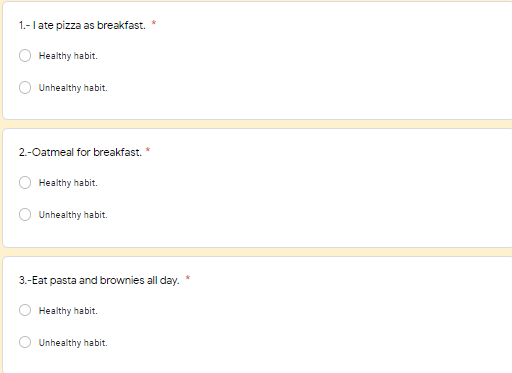 1.- I ate pizza as breakfast. *
Healthy habit.
Unhealthy habit.
2.-Oatmeal for breakfast. *
Healthy habit.
Unhealthy habit.
3.-Eat pasta and brownies all day. *
Healthy habit.
Unhealthy habit.